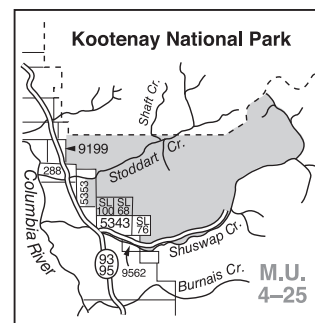 Kootenay National Park
Shaft Cr.
9199
Stoddart Cr.
288
5353
SL 100
SL 68
5343
SL 76
Columbia River
Shuswap Cr.
93
95
9562
Burnais Cr.
M.U.
4–25